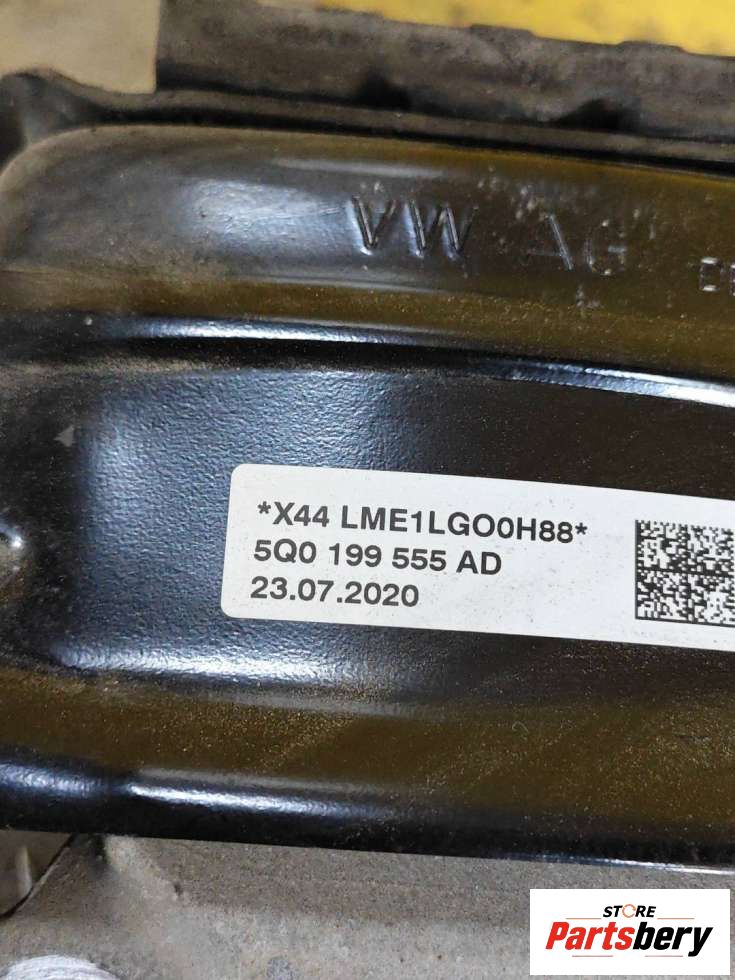 VW AG
*X44 LME1LGO0H88*
5Q0 199 555 AD
23.07.2020
STORE
Partsbery